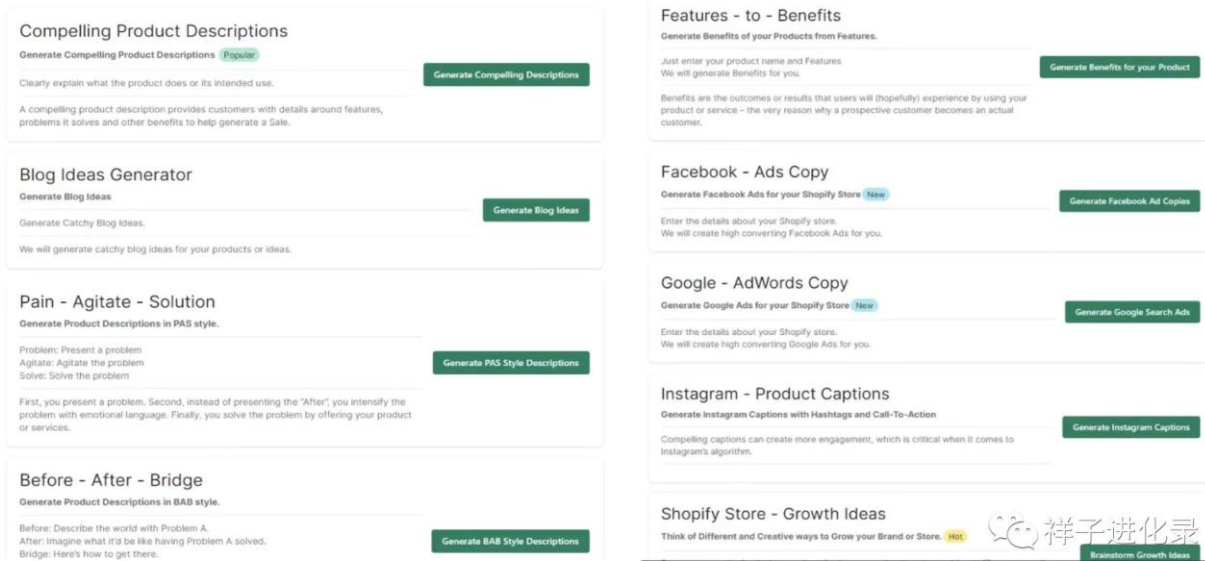 Compelling Product Descriptions
Generate Compelling Product Descriptions Popular
Clearly explain what the product does or its intended use.
A compelling product description provides customers with details around features,
problems it solves and other benefits to help generate a Sale.
Generate Compelling Descriptions
Blog Ideas Generator
Generate Blog Ideas
Generate Catchy Blog Ideas.
We will generate catchy blog ideas for your products or ideas.
Generate Blog Ideas
Pain - Agitate - Solution
Generate Product Descriptions in PAS style.
Problem: Present a problem
Agitate: Agitate the problem
Solve: Solve the problem
First, you present a problem. Second, instead of presenting the "After", you intensify the
problem with emotional language. Finally, you solve the problem by offering your product
or services.
Generate PAS Style Descriptions
Before - After - Bridge
Generate Product Descriptions in BAB style.
Before: Describe the world with Problem A.
After: Imagine what it'd be like having Problem A solved.
Bridge: Here's how to get there.
Generate BAB Style Descriptions
Features - to - Benefits
Generate Benefits of your Products from Features.
Just enter your product name and Features
We will generate Benefits for you.
Benefits are the outcomes or results that users will (hopefully) experience by using your
product or service – the very reason why a prospective customer becomes an actual
customer.
Generate Benefits for your Product
Facebook - Ads Copy
Generate Facebook Ads for your Shopify Store New
Enter the details about your Shopify store.
We will create high converting Facebook Ads for you.
Generate Facebook Ad Copies
Google - AdWords Copy
Generate Google Ads for your Shopify Store New
Enter the details about your Shopify store.
We will create high converting Google Ads for you.
Generate Google Search Ads
Instagram - Product Captions
Generate Instagram Captions with Hashtags and Call-To-Action
Compelling captions can create more engagement, which is critical when it comes to
Instagram's algorithm.
Generate Instagram Captions
Shopify Store - Growth Ideas
Think of Different and Creative ways to Grow your Brand or Store. Hot
Brainstorm Growth Ideas
祥子进化录